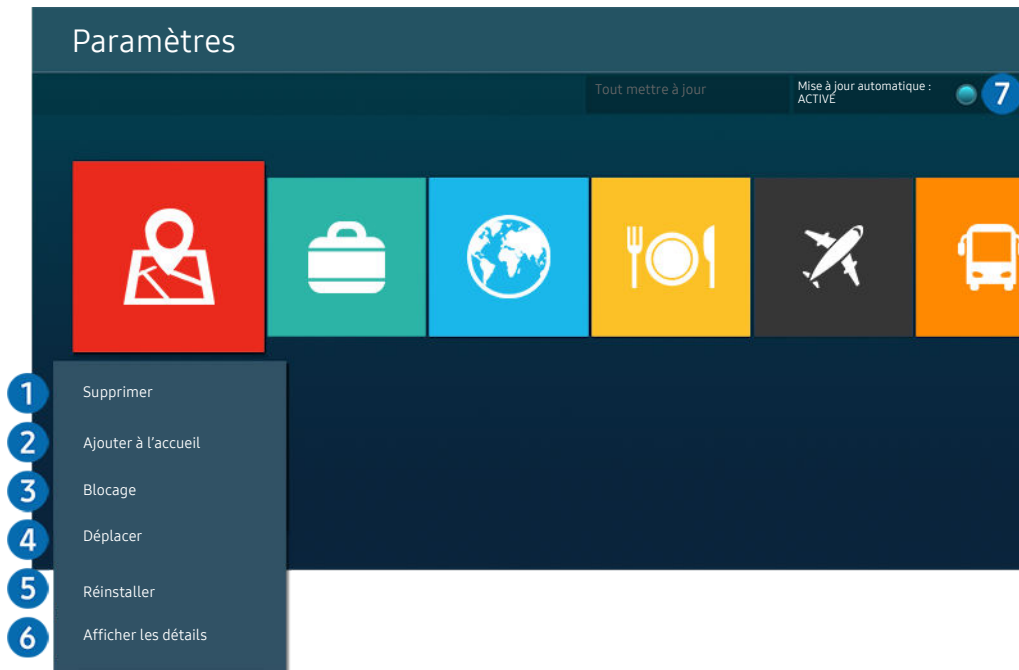 Paramètres
Tout mettre à jour
Mise à jour automatique :
ACTIVÉ
7
1
Supprimer
2
Ajouter à l'accueil
3
Blocage
4
Déplacer
5
Réinstaller
6
Afficher les détails